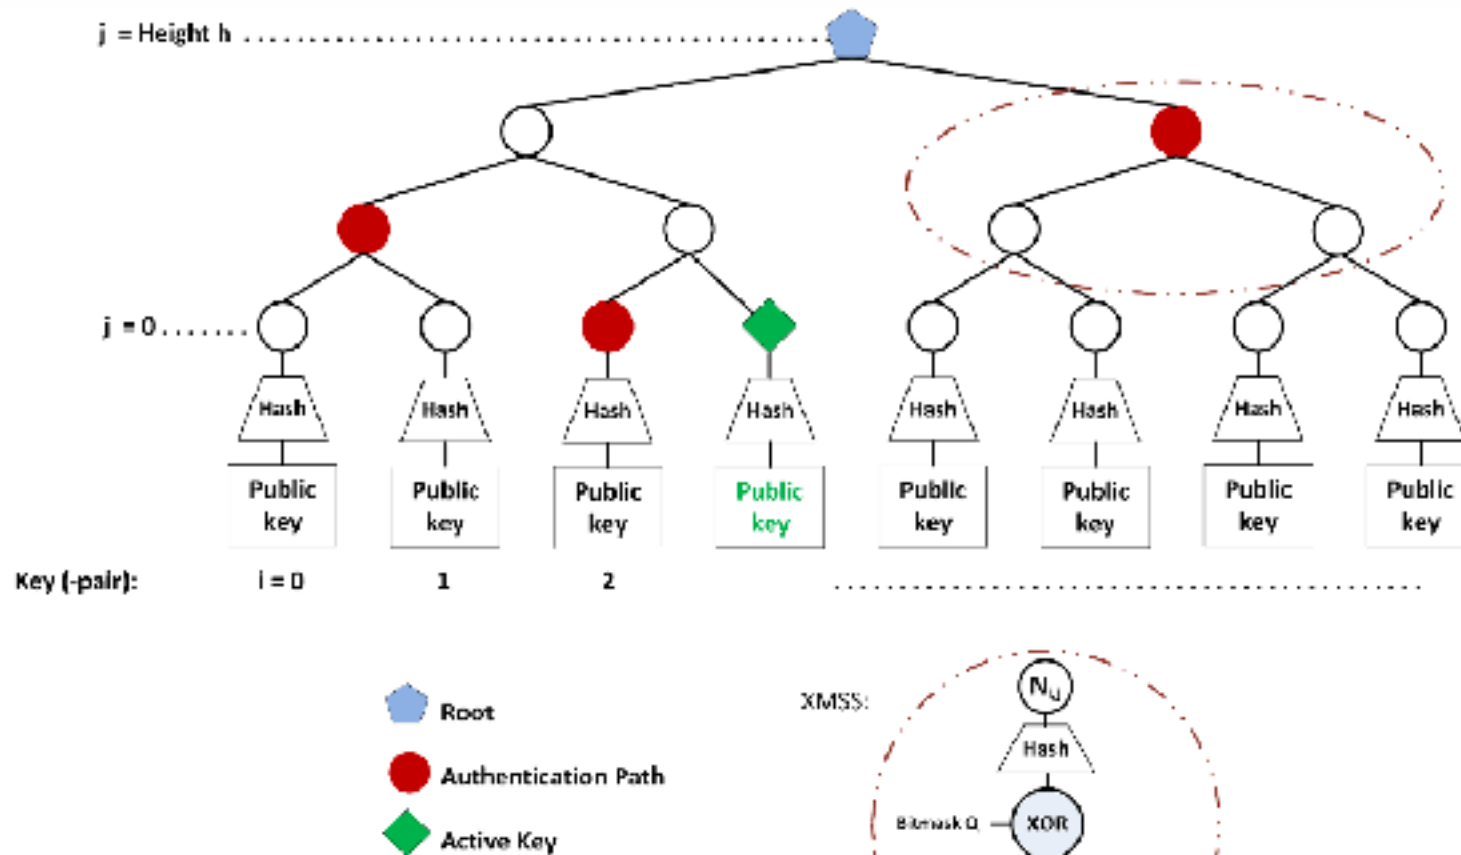 j = Height h
j = 0
Hash Hash Hash Hash Hash Hash Hash Hash
Public Public Public Public Public Public Public Public
key key key key key key key key
Key (-pair): i = 0 1 2
Root
Authentication Path
Active Key
XMSS:
N i,j
Hash
Bitmask Q
XOR